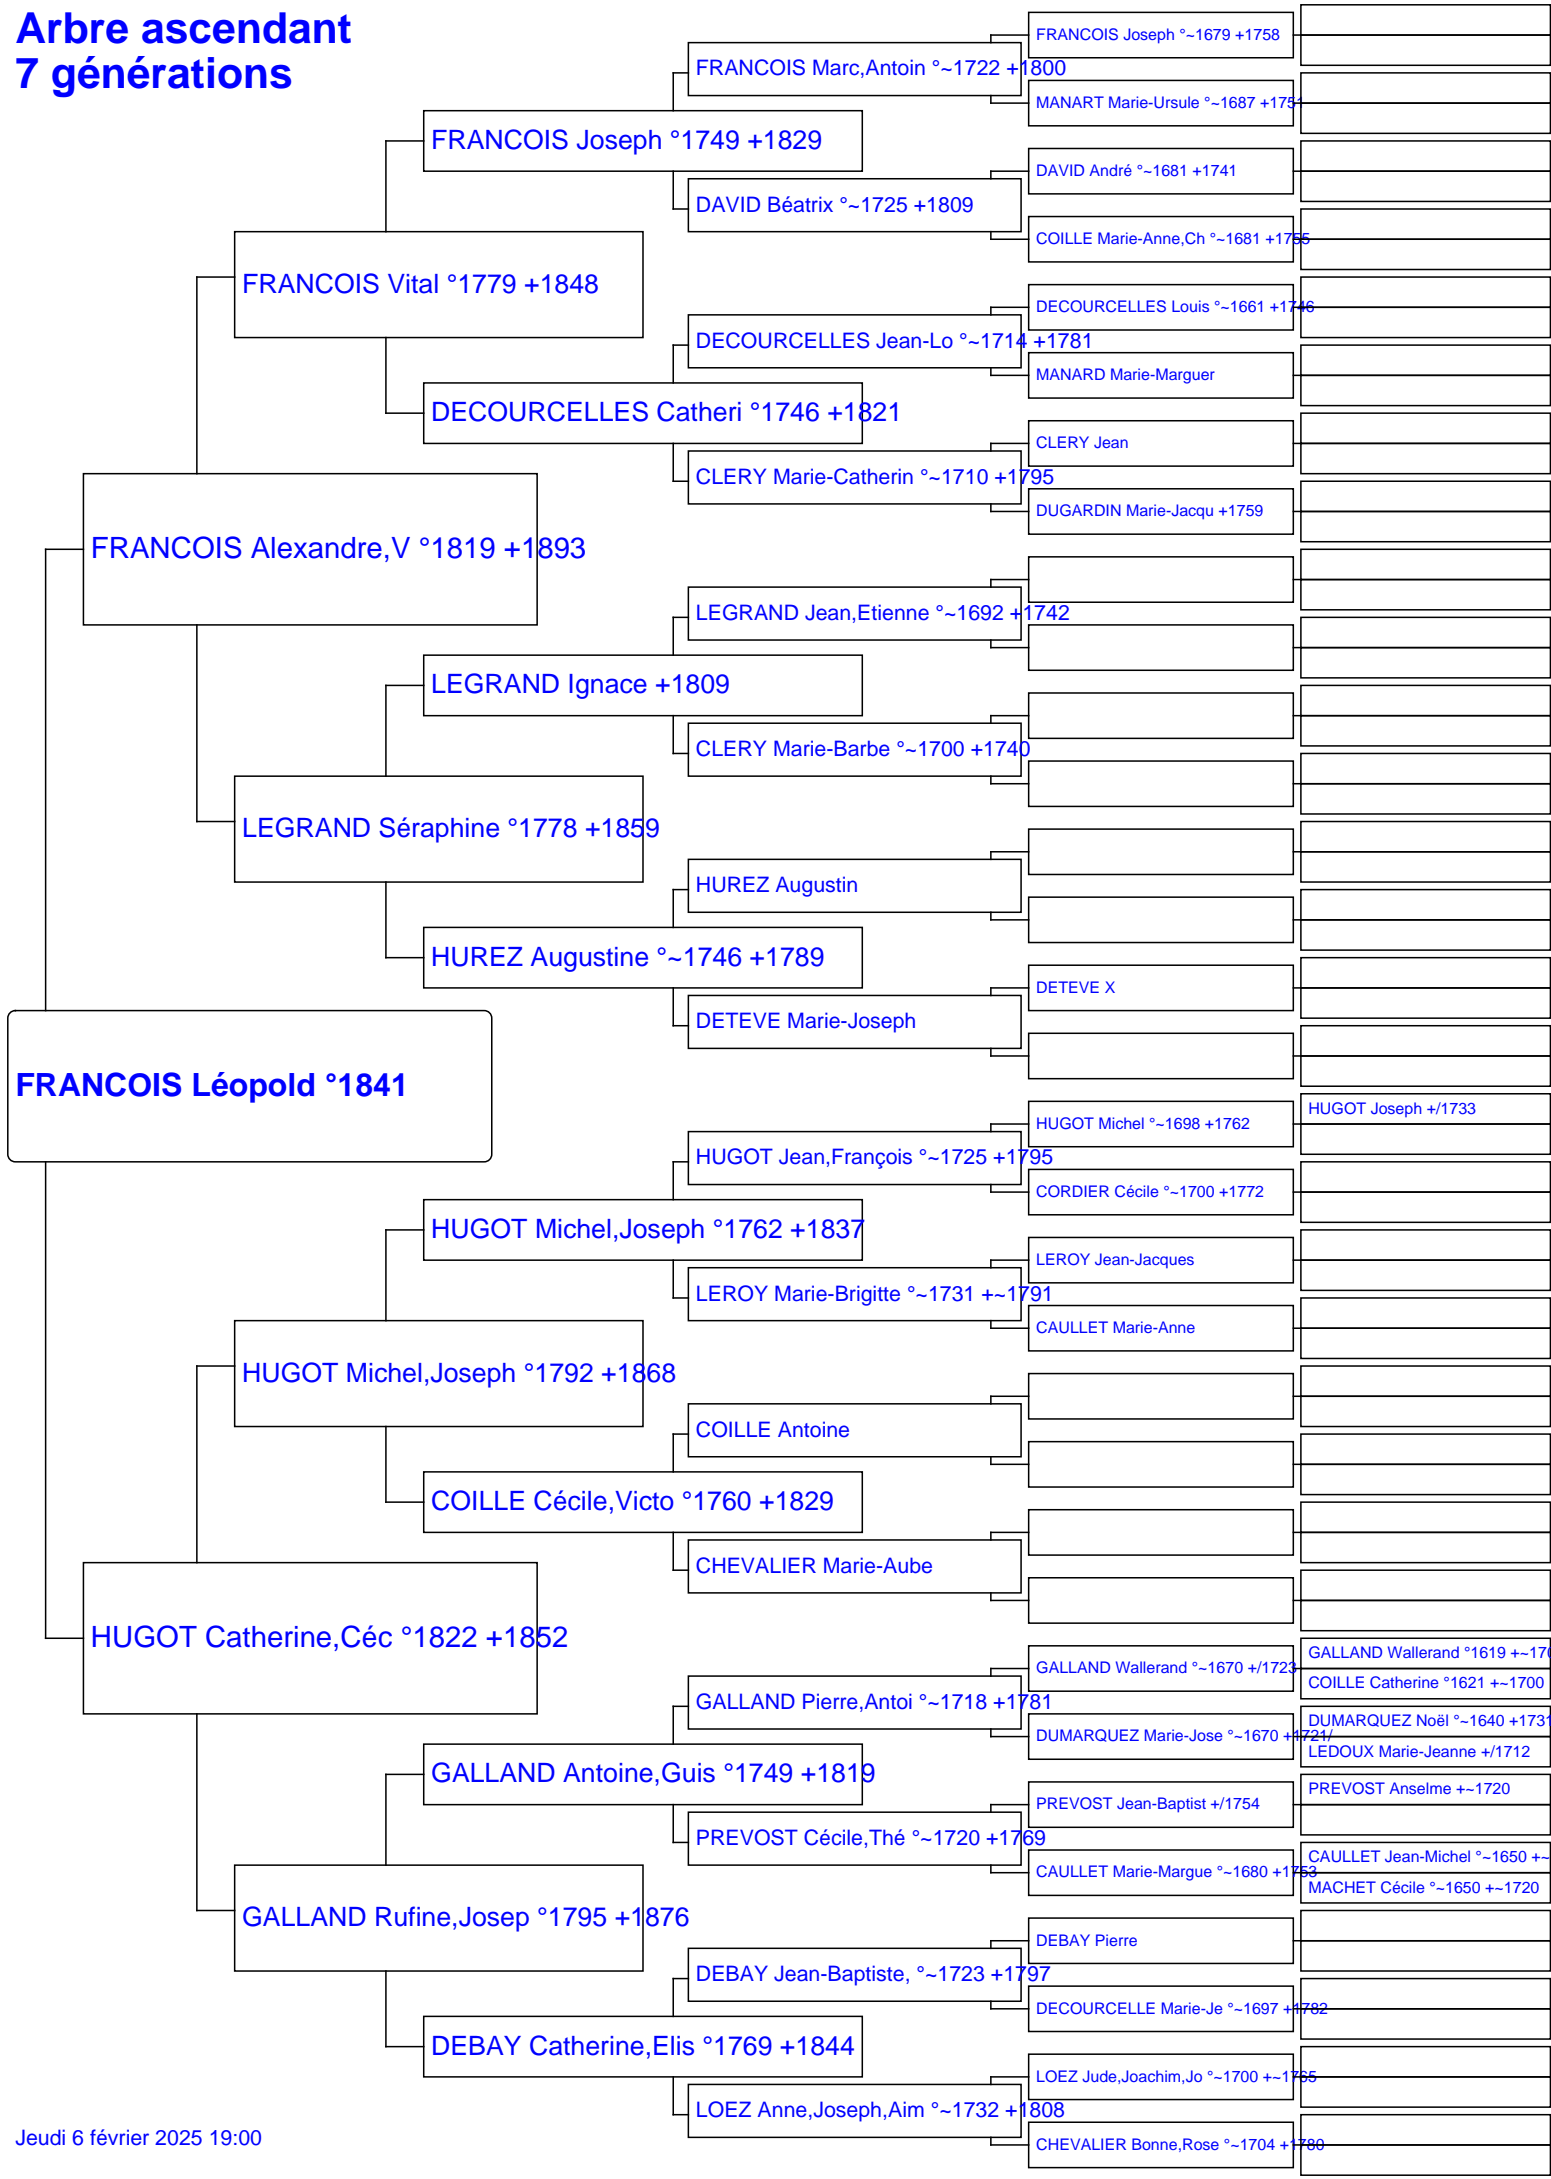 Arbre ascendant
7 générations
FRANCOIS Joseph °~1679 +1758
FRANCOIS Marc,Antoin °~1722 +1800
MANART Marie-Ursule °~1687 +1751
FRANCOIS Joseph °1749 +1829
DAVID André °~1681 +1741
DAVID Béatrix °~1725 +1809
COILLE Marie-Anne,Ch °~1681 +1755
FRANCOIS Vital °1779 +1848
DECOURCELLES Louis °~1661 +1746
DECOURCELLES Jean-Lo °~1714 +1781
MANARD Marie-Marguer
DECOURCELLES Catheri °1746 +1821
CLERY Jean
CLERY Marie-Catherin °~1710 +1795
DUGARDIN Marie-Jacqu +1759
FRANCOIS Alexandre,V °1819 +1893
LEGRAND Jean,Etienne °~1692 +1742
LEGRAND Ignace +1809
CLERY Marie-Barbe °~1700 +1740
LEGRAND Séraphine °1778 +1859
HUREZ Augustin
HUREZ Augustine °~1746 +1789
DETEVE X
DETEVE Marie-Joseph
FRANCOIS Léopold °1841
HUGOT Joseph +/1733
HUGOT Michel °~1698 +1762
HUGOT Jean,François °~1725 +1795
CORDIER Cécile °~1700 +1772
HUGOT Michel,Joseph °1762 +1837
LEROY Jean-Jacques
LEROY Marie-Brigitte °~1731 +~1791
CAULLET Marie-Anne
HUGOT Michel,Joseph °1792 +1868
COILLE Antoine
COILLE Cécile,Victo °1760 +1829
CHEVALIER Marie-Aube
HUGOT Catherine,Céc °1822 +1852
GALLAND Wallerand °1619 +~170
GALLAND Wallerand °~1670 +/1723
COILLE Catherine °1621 +~1700
GALLAND Pierre,Antoi °~1718 +1781
DUMARQUEZ Noël °~1640 +1731
DUMARQUEZ Marie-Jose °~1670 +1721/
LEDOUX Marie-Jeanne +/1712
GALLAND Antoine,Guis °1749 +1819
PREVOST Anselme +~1720
PREVOST Jean-Baptist +/1754
PREVOST Cécile,Thé °~1720 +1769
CAULLET Jean-Michel °~1650 +~
CAULLET Marie-Margue °~1680 +1753
MACHET Cécile °~1650 +~1720
GALLAND Rufine,Josep °1795 +1876
DEBAY Pierre
DEBAY Jean-Baptiste, °~1723 +1797
DECOURCELLE Marie-Je °~1697 +1782
DEBAY Catherine,Elis °1769 +1844
LOEZ Jude,Joachim,Jo °~1700 +~1765
LOEZ Anne,Joseph,Aim °~1732 +1808
CHEVALIER Bonne,Rose °~1704 +1780
Jeudi 6 février 2025 19:00